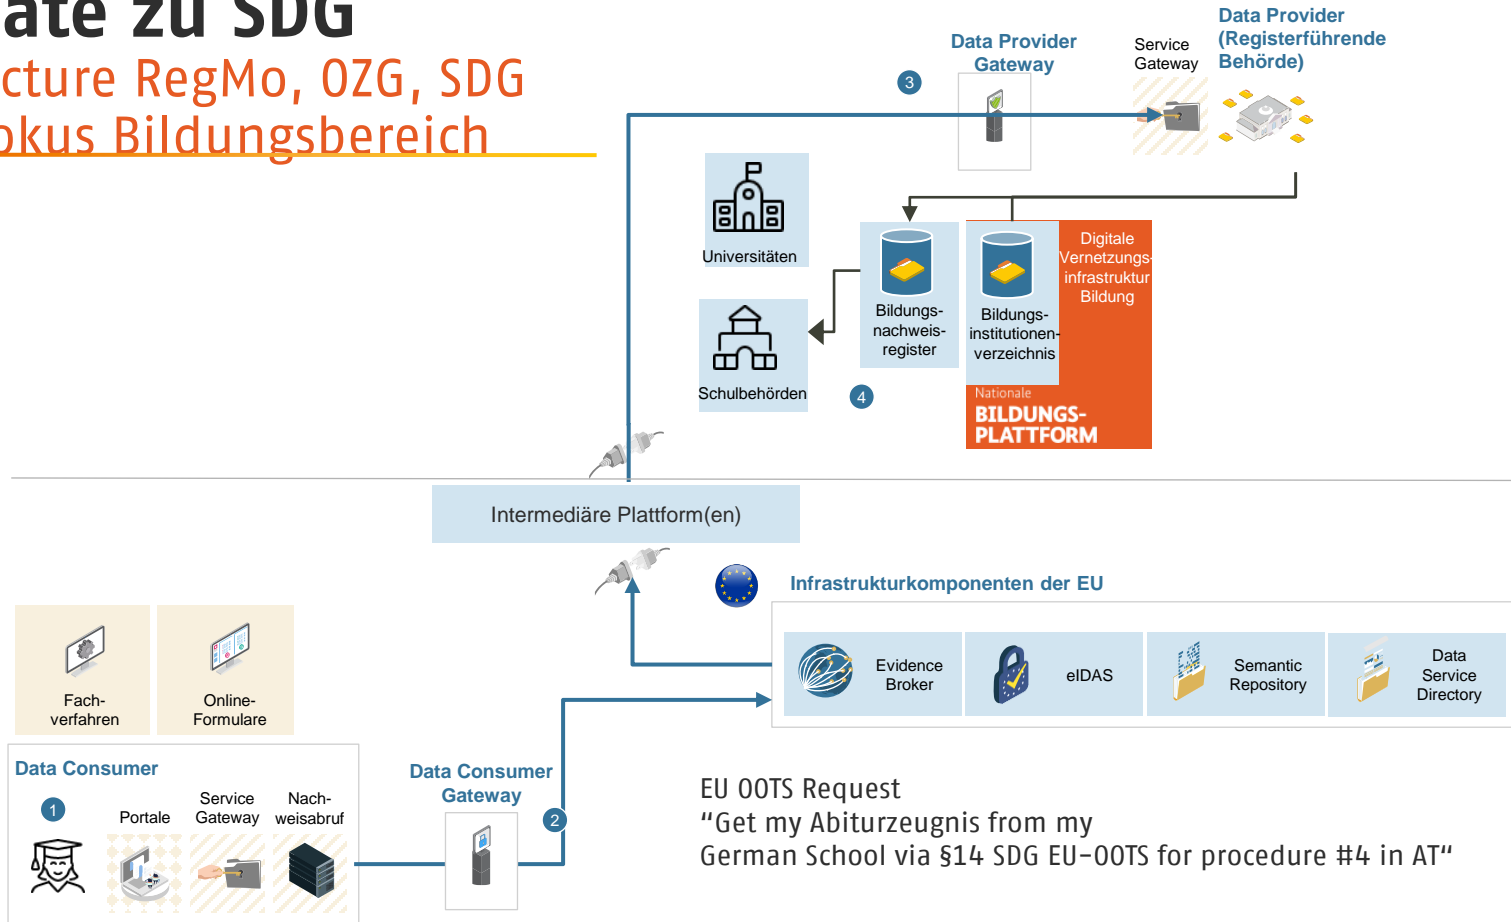 ate zu SDG
cture RegMo, OZG, SDG
okus Bildungsbereich
Data Provider
Gateway
Service
Gateway
Data Provider
(Registerführende
Behörde)
3
Universitäten
Schulbehörden
Bildungs-
nachweis-
register
Bildungs-
institutionen-
verzeichnis
Digitale
Vernetzungs-
infrastruktur
Bildung
4
Nationale
BILDUNGS-
PLATTFORM
Intermediäre Plattform(en)
Infrastrukturkomponenten der EU
Evidence
Broker
eIDAS
Semantic
Repository
Data
Service
Directory
Fach-
verfahren
Online-
Formulare
Data Consumer
1
Portale
Service
Gateway
Nach-
weisabruf
Data Consumer
Gateway
2
EU OOTS Request
“Get my Abiturzeugnis from my
German School via §14 SDG EU-OOTS for procedure #4 in AT“